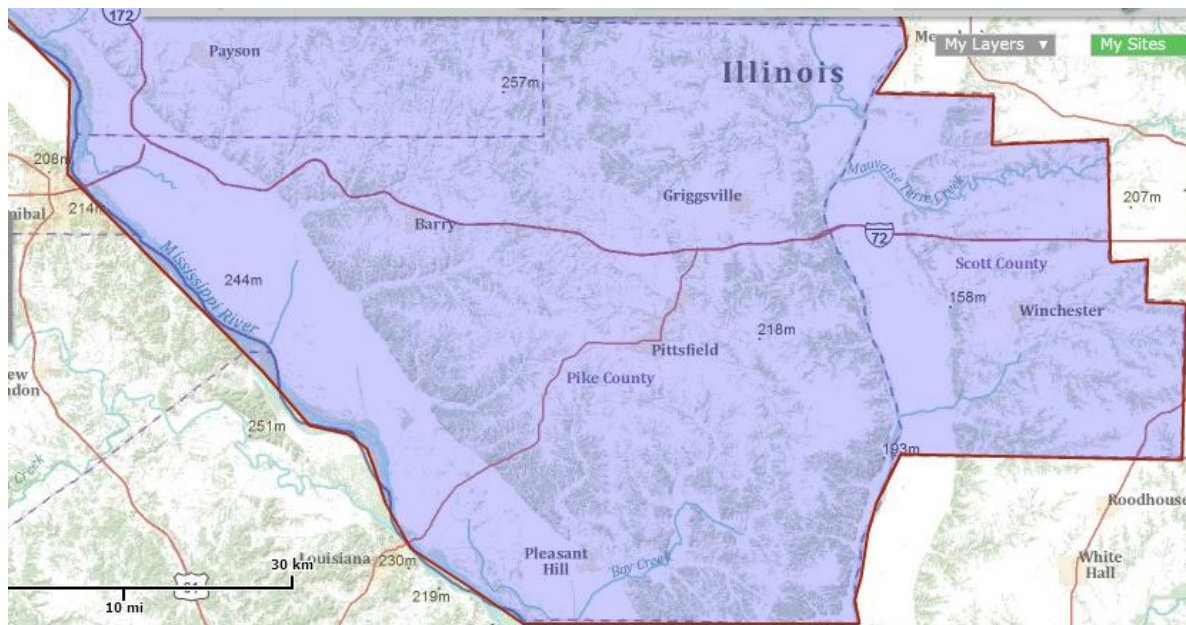 172
Payson
257m
Illinois
My Layers ▼
My Sites
208m
214m
nibal
Barry
Griggsville
Mauvaise Terre Creek
207m
72
Mississippi River
244m
Scott County
158m
Winchester
218m
Pittsfield
Pike County
251m
Creek
193m
Roodhouse
Louisiana
230m
219m
Pleasant
Hill
Bay Creek
White
Hall
30 km
10 mi